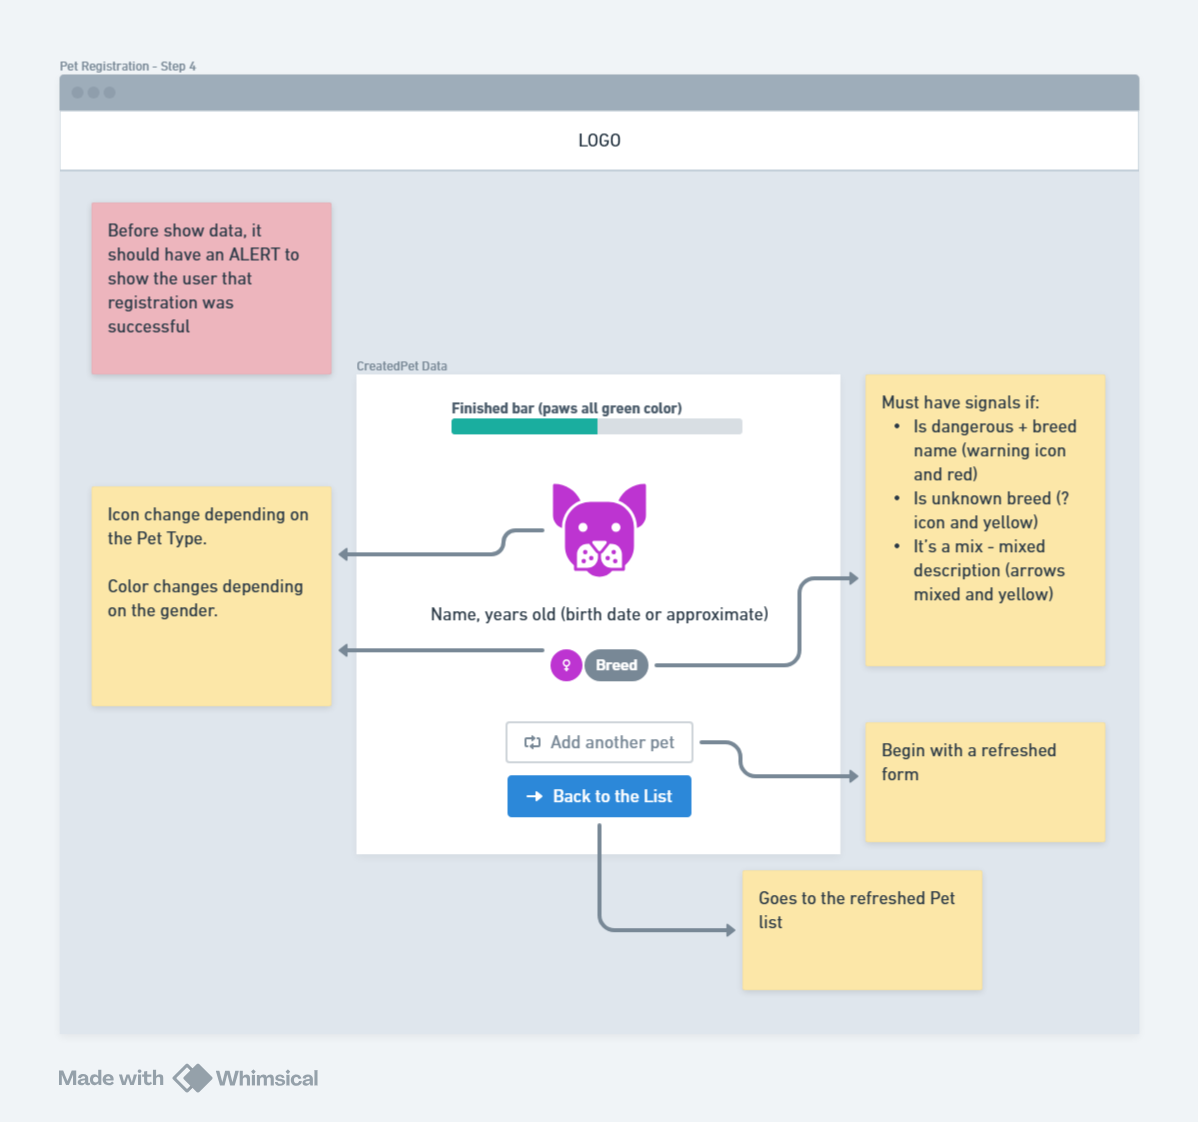 Pet Registration - Step 4
LOGO
Before show data, it
should have an ALERT to
show the user that
registration was
successful
CreatedPet Data
Finished bar (paws all green color)
Must have signals if:
• Is dangerous + breed
name (warning icon
and red)
• Is unknown breed (?
icon and yellow)
• It's a mix - mixed
description (arrows
mixed and yellow)
Icon change depending on
the Pet Type.
Color changes depending
on the gender.
Name, years old (birth date or approximate)
♀ Breed
Add another pet
Back to the List
Begin with a refreshed
form
Goes to the refreshed Pet
list
Made with Whimsical